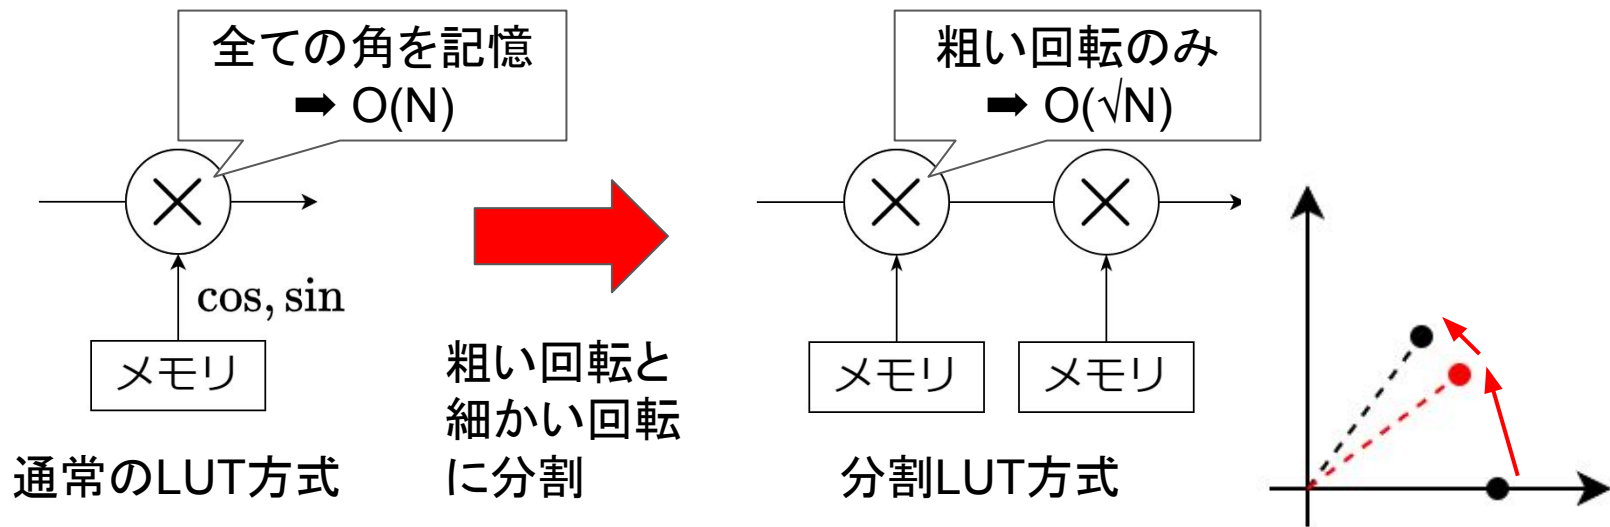 全ての角を記憶
➡ O(N)
cos, sin
メモリ
通常のLUT方式
粗い回転と
細かい回転
に分割
粗い回転のみ
➡ O(√N)
メモリ
メモリ
分割LUT方式